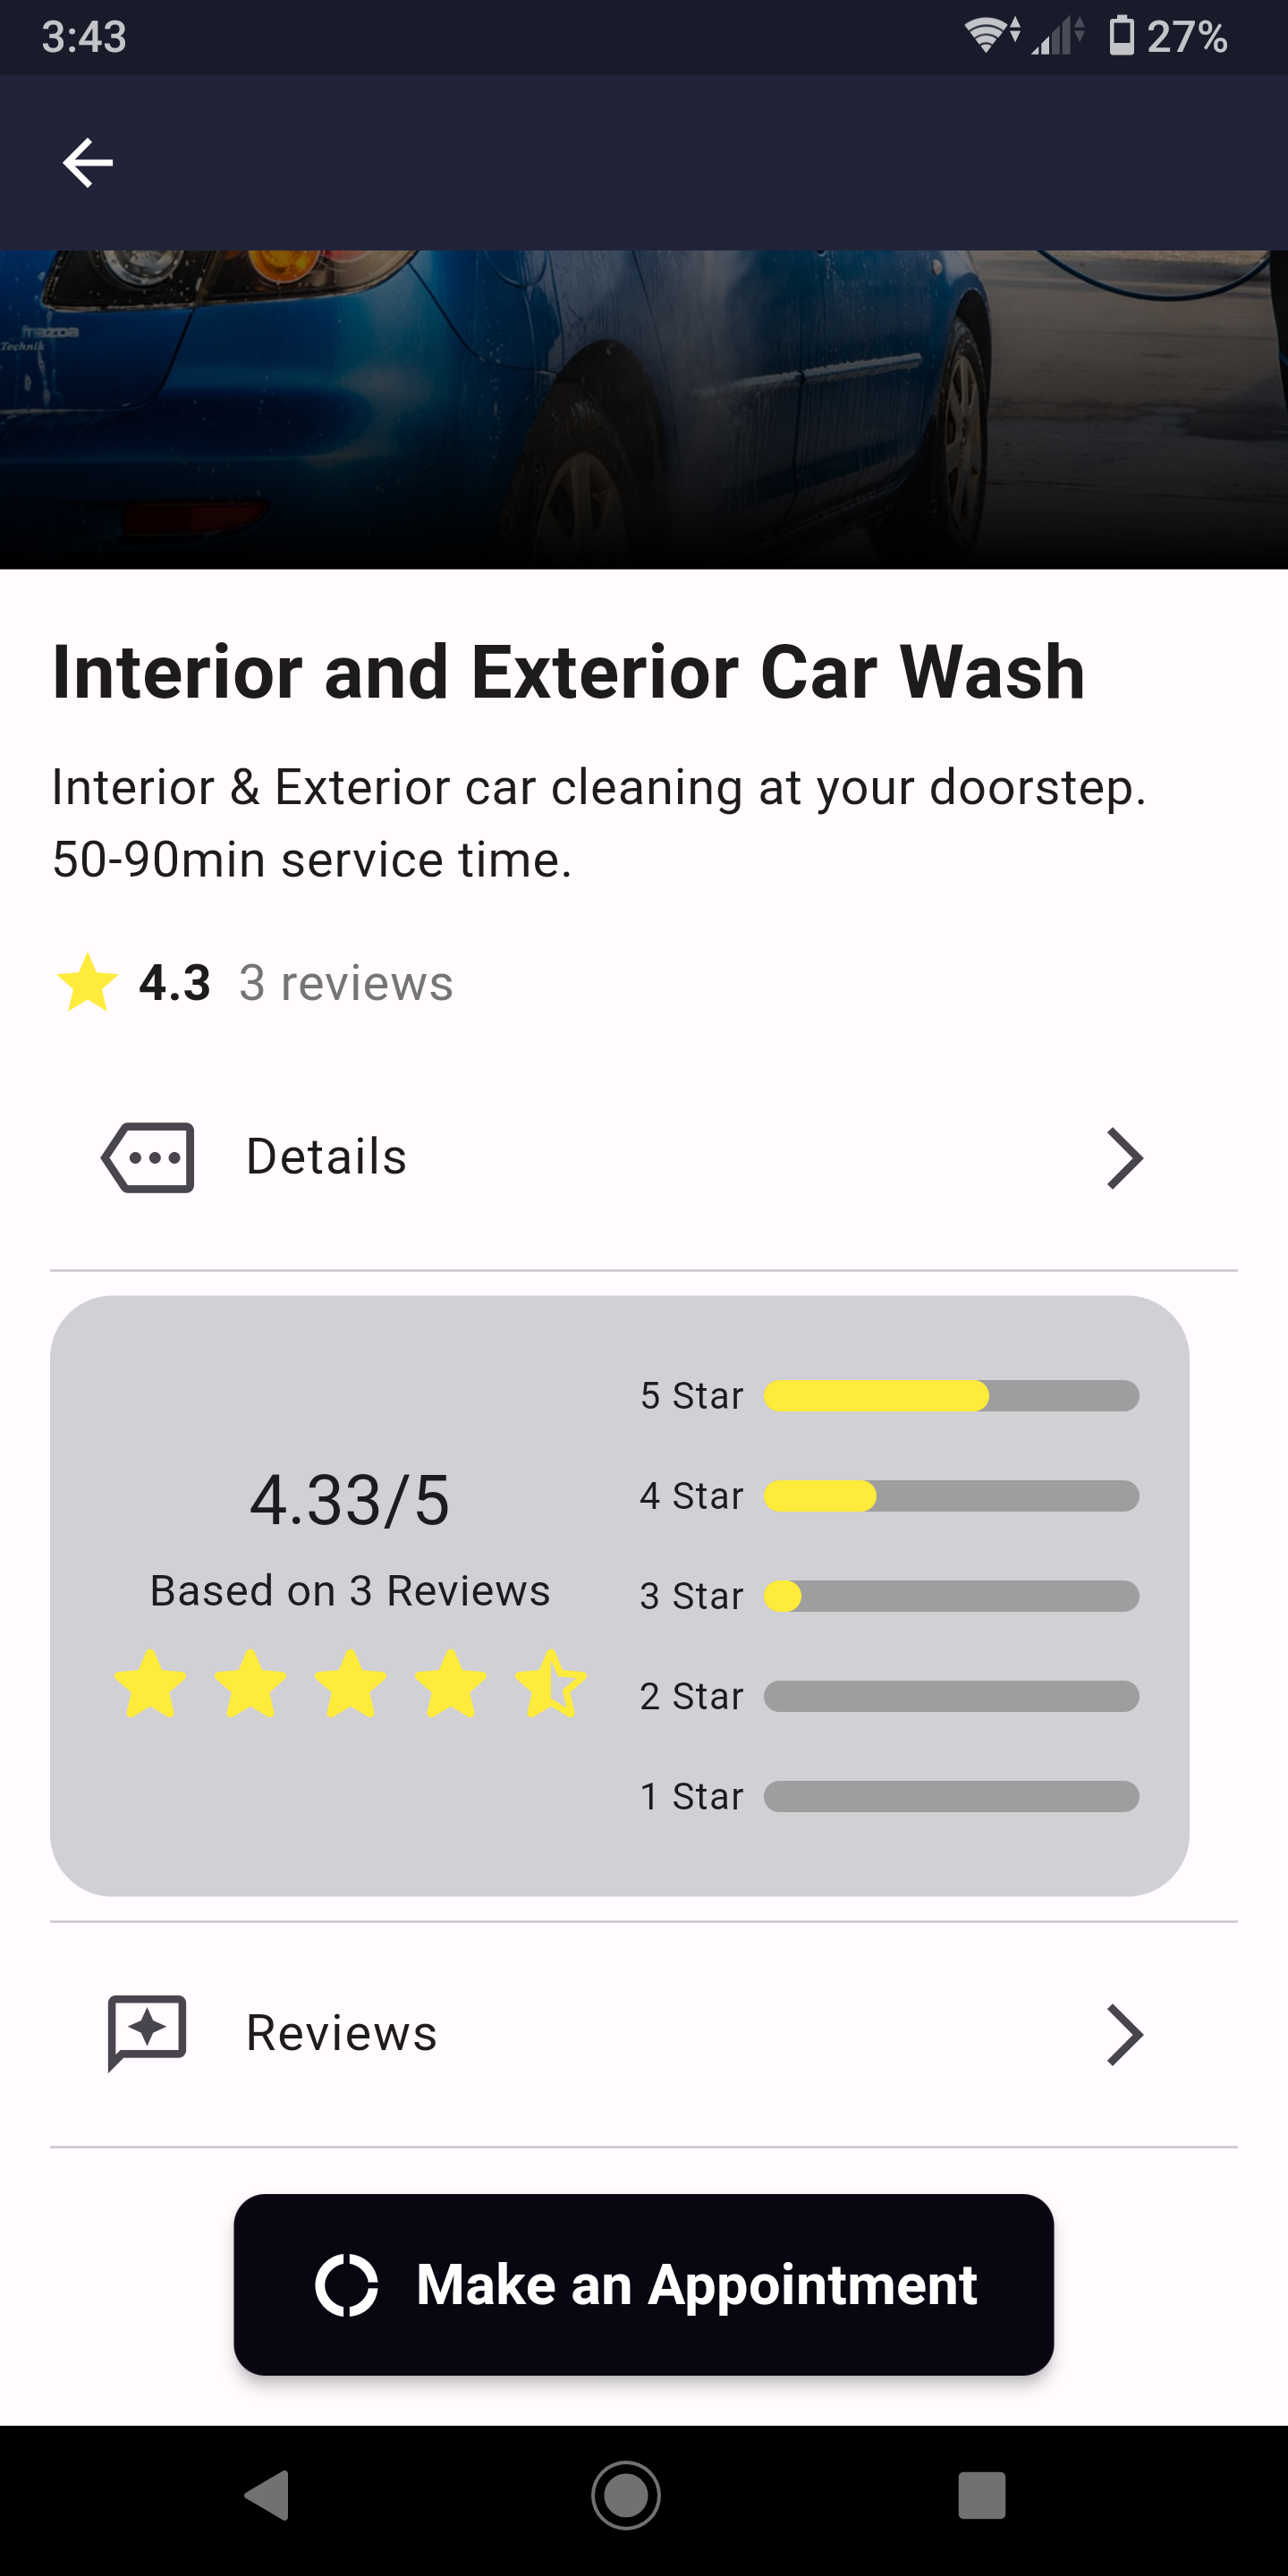 3:43
27%
mazda
Technik
Interior and Exterior Car Wash
Interior & Exterior car cleaning at your doorstep.
50-90min service time.
4.3 3 reviews
Details
4.33/5
Based on 3 Reviews
5 Star
4 Star
3 Star
2 Star
1 Star
Reviews
Make an Appointment